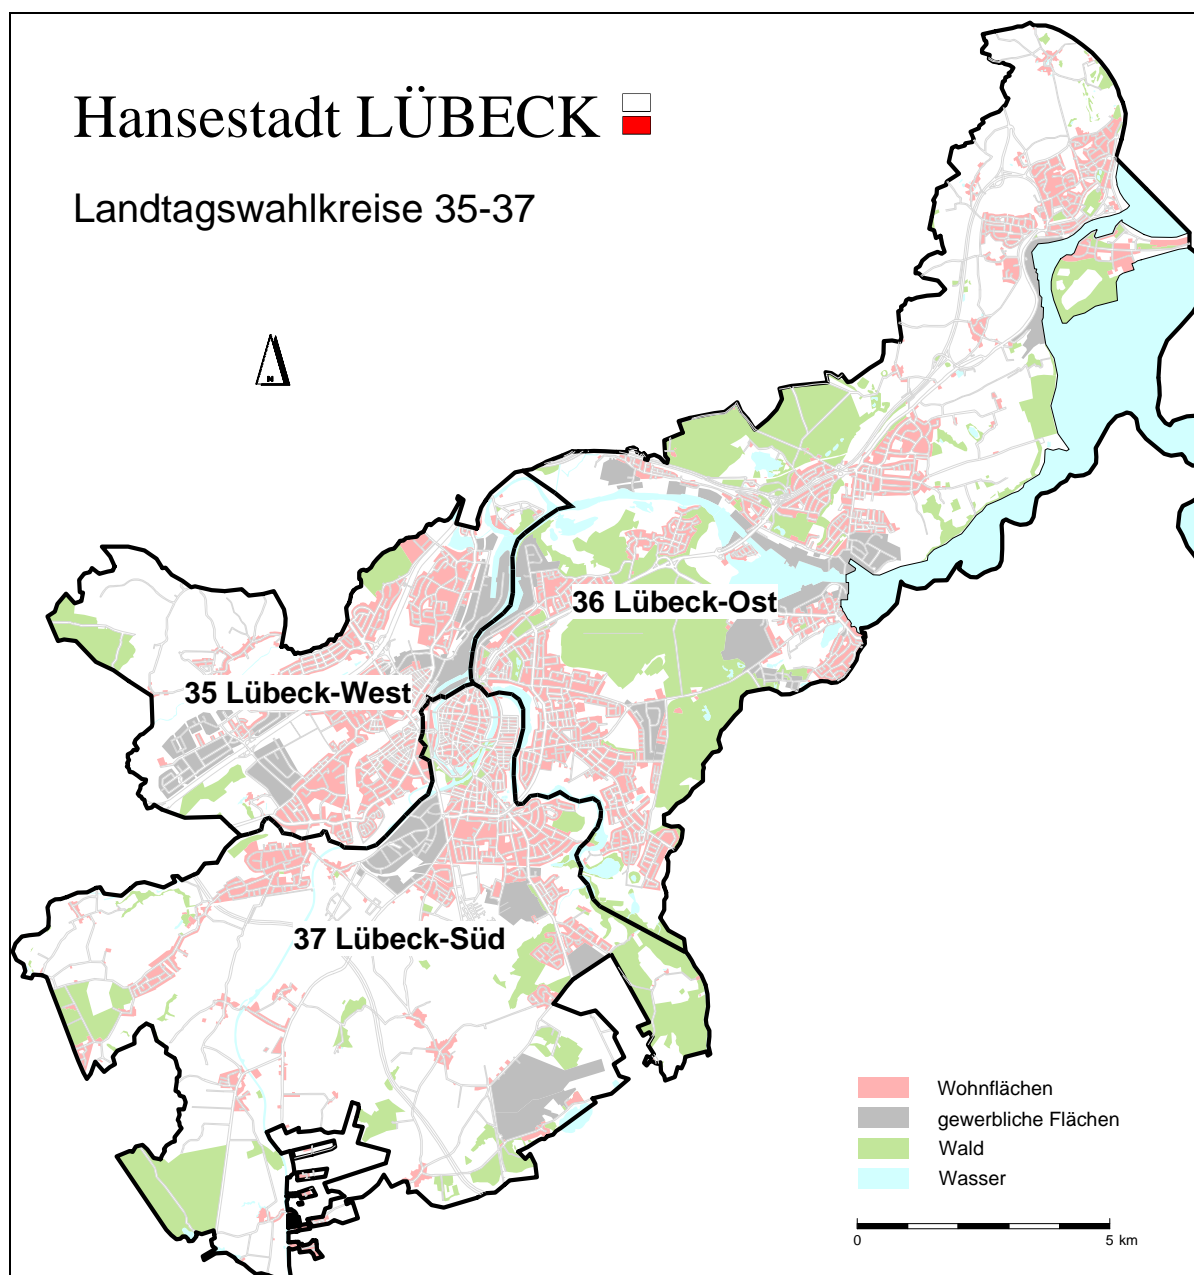 Hansestadt LÜBECK
Landtagswahlkreise 35-37
N
36 Lübeck-Ost
35 Lübeck-West
37 Lübeck-Süd
Wohnflächen
gewerbliche Flächen
Wald
Wasser
0 5 km